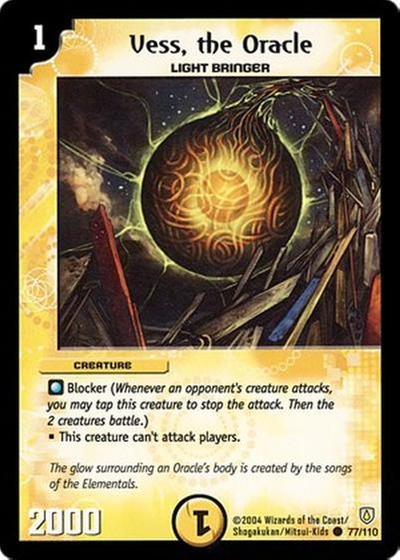 1
Vess, the Oracle
LIGHT BRINGER
CREATURE
Blocker (Whenever an opponent's creature attacks,
you may tap this creature to stop the attack. Then the
2 creatures battle.)
▪ This creature can't attack players.
The glow surrounding an Oracle's body is created by the songs
of the Elementals.
2000
1
©2004 Wizards of the Coast/
Shogakukan/Mitsui-Kids ● 77/110